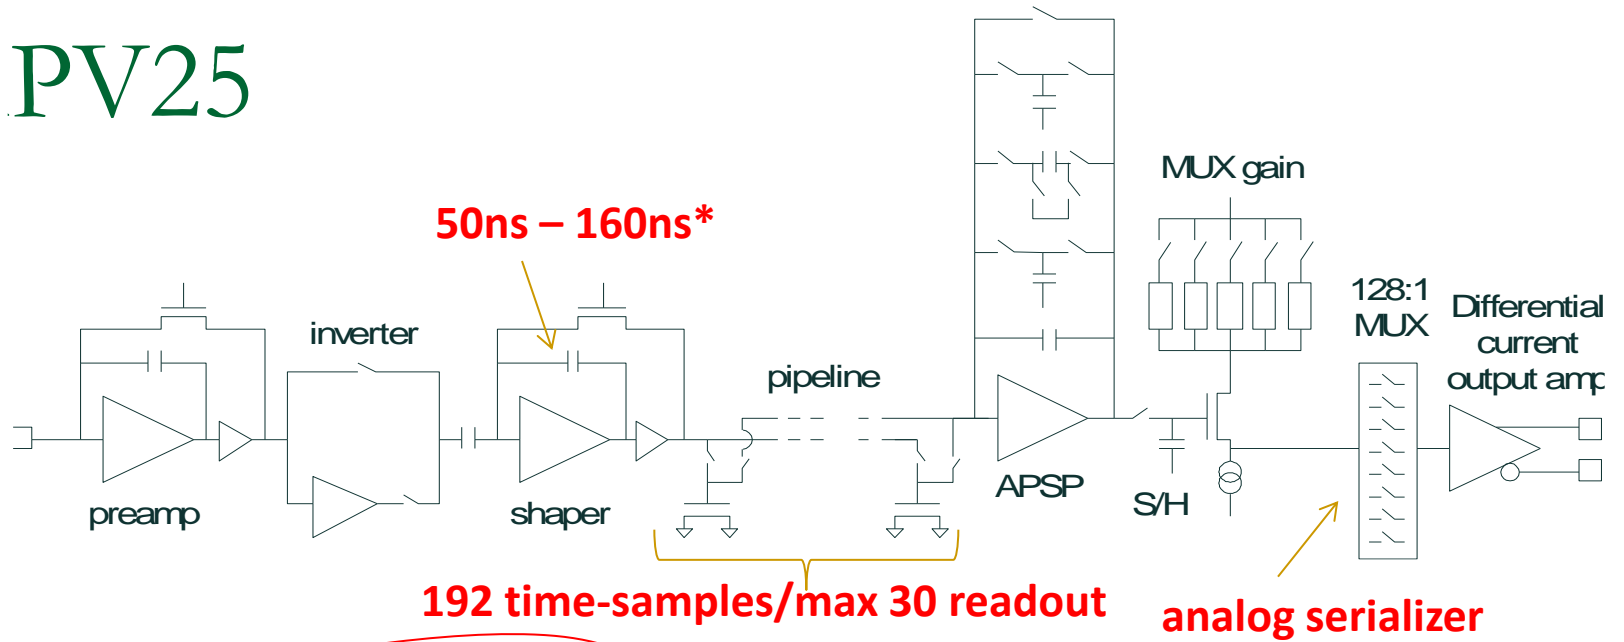 PV25
MUX gain
50ns – 160ns*
128:1
MUX
Differential
current
output amp
inverter
pipeline
preamp
shaper
APSP
S/H
192 time-samples/max 30 readout
analog serializer